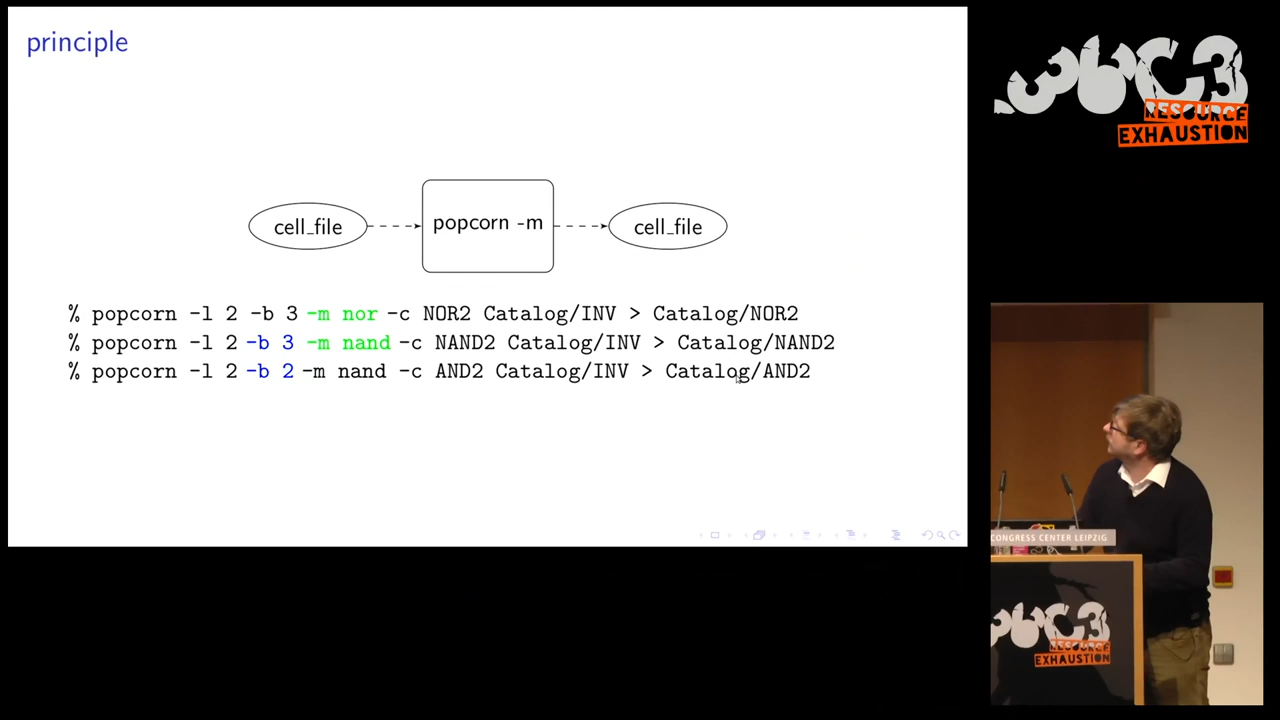 principle
cell_file
popcorn -m
cell_file
% popcorn -l 2 -b 3 -m nor -c NOR2 Catalog/INV > Catalog/NOR2
% popcorn -l 2 -b 3 -m nand -c NAND2 Catalog/INV > Catalog/NAND2
% popcorn -l 2 -b 2 -m nand -c AND2 Catalog/INV > Catalog/AND2
36C3
RESOURCE
EXHAUSTION
CONGRESS CENTER LEIPZIG
36C3
RESOURCE
EXHAUSTION